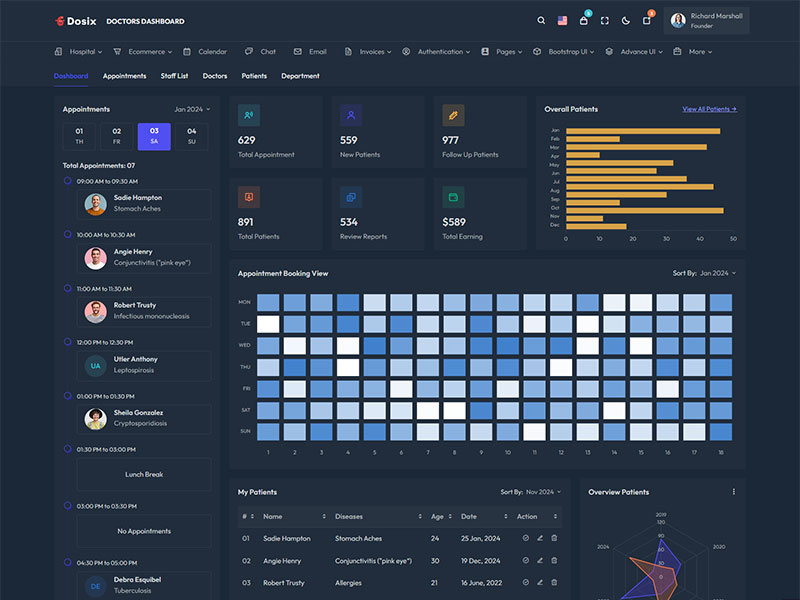 Dosix DOCTORS DASHBOARD
Richard Marshall
Founder
Hospital Ecommerce Calendar Chat Email Invoices Authentication Pages Bootstrap UI Advance UI More
Dashboard Appointments Staff List Doctors Patients Department
Appointments Jan 2024
01 02 03 04
TH FR SA SU
Total Appointments: 07
09:00 AM to 09:30 AM
Sadie Hampton
Stomach Aches
10:00 AM to 10:30 AM
Angie Henry
Conjunctivitis ("pink eye")
11:00 AM to 11:30 AM
Robert Trusty
Infectious mononucleosis
12:00 PM to 12:30 PM
UA
Utler Anthony
Leptospirosis
01:00 PM to 01:30 PM
Sheila Gonzalez
Cryptosporidiosis
01:30 PM to 03:00 PM
Lunch Break
03:00 PM to 03:30 PM
No Appointments
04:30 PM to 05:00 PM
DE
Debra Esquibel
Tuberculosis
629
Total Appointment
559
New Patients
977
Follow Up Patients
891
Total Patients
534
Review Reports
$589
Total Earning
Overall Patients View All Patients →
Jan
Feb
Mar
Apr
May
Jun
Jul
Aug
Sep
Oct
Nov
Dec
0 10 20 30 40 50
Appointment Booking View Sort By: Jan 2024
MON
TUE
WED
THU
FRI
SAT
SUN
1 2 3 4 5 6 7 8 9 10 11 12 13 14 15 16 17 18
My Patients Sort By: Nov 2024
# Name Diseases Age Date Action
01 Sadie Hampton Stomach Aches 24 25 Jan, 2024
02 Angie Henry Conjunctivitis ("pink eye") 30 19 Dec, 2024
03 Robert Trusty Allergies 21 16 June, 2022
Overview Patients
2019
120
90
60
30
0
2024 2020